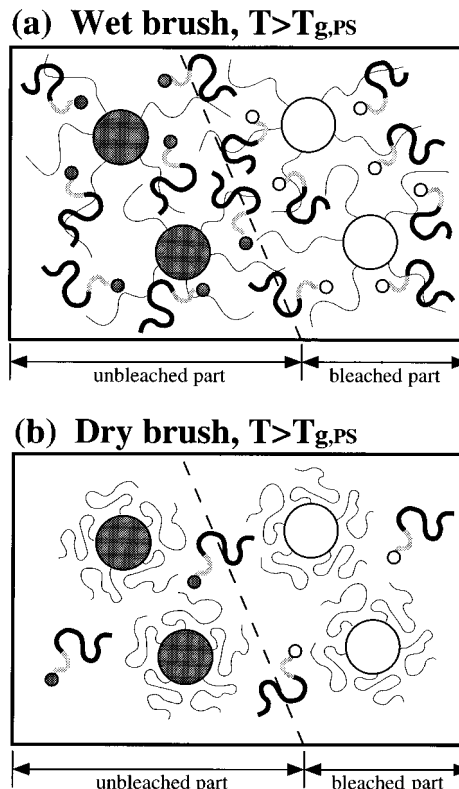 (a) Wet brush, T>Tg,PS
unbleached part
bleached part
(b) Dry brush, T>Tg,PS
unbleached part
bleached part